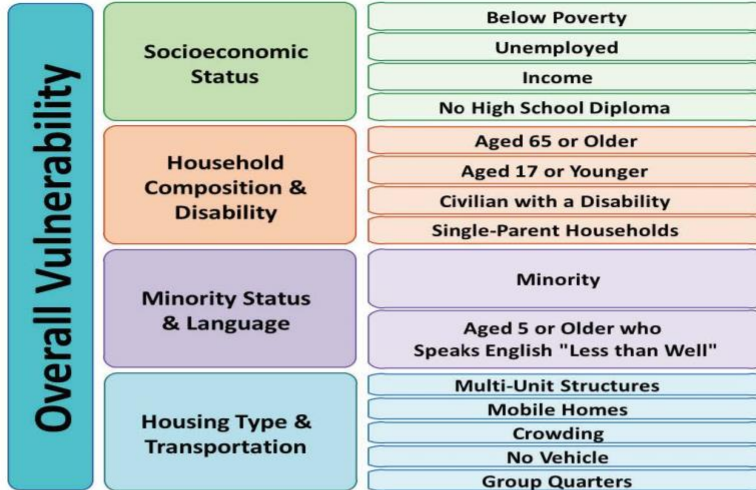 Overall Vulnerability
Socioeconomic
Status
Below Poverty
Unemployed
Income
No High School Diploma
Household
Composition &
Disability
Aged 65 or Older
Aged 17 or Younger
Civilian with a Disability
Single-Parent Households
Minority Status
& Language
Minority
Aged 5 or Older who
Speaks English "Less than Well"
Housing Type &
Transportation
Multi-Unit Structures
Mobile Homes
Crowding
No Vehicle
Group Quarters